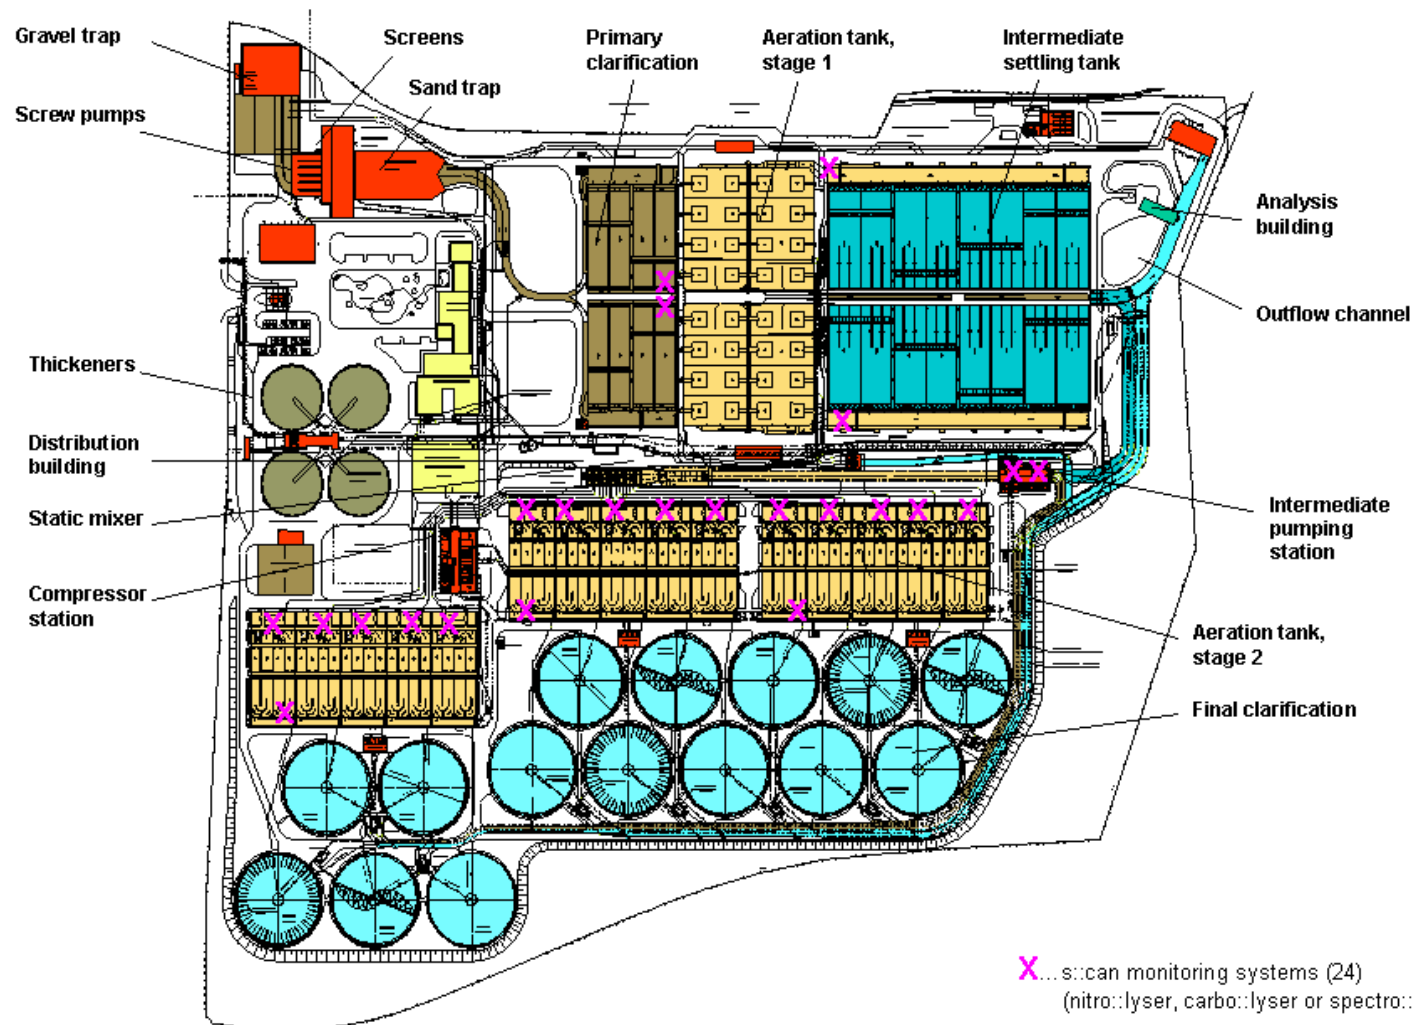 Gravel trap
Screens
Primary
clarification
Aeration tank,
stage 1
Intermediate
settling tank
Sand trap
Screw pumps
Analysis
building
Outflow channel
Thickeners
Distribution
building
Static mixer
Intermediate
pumping
station
Compressor
station
Aeration tank,
stage 2
Final clarification
X... s::can monitoring systems (24)
(nitro::lyser, carbo::lyser or spectro::